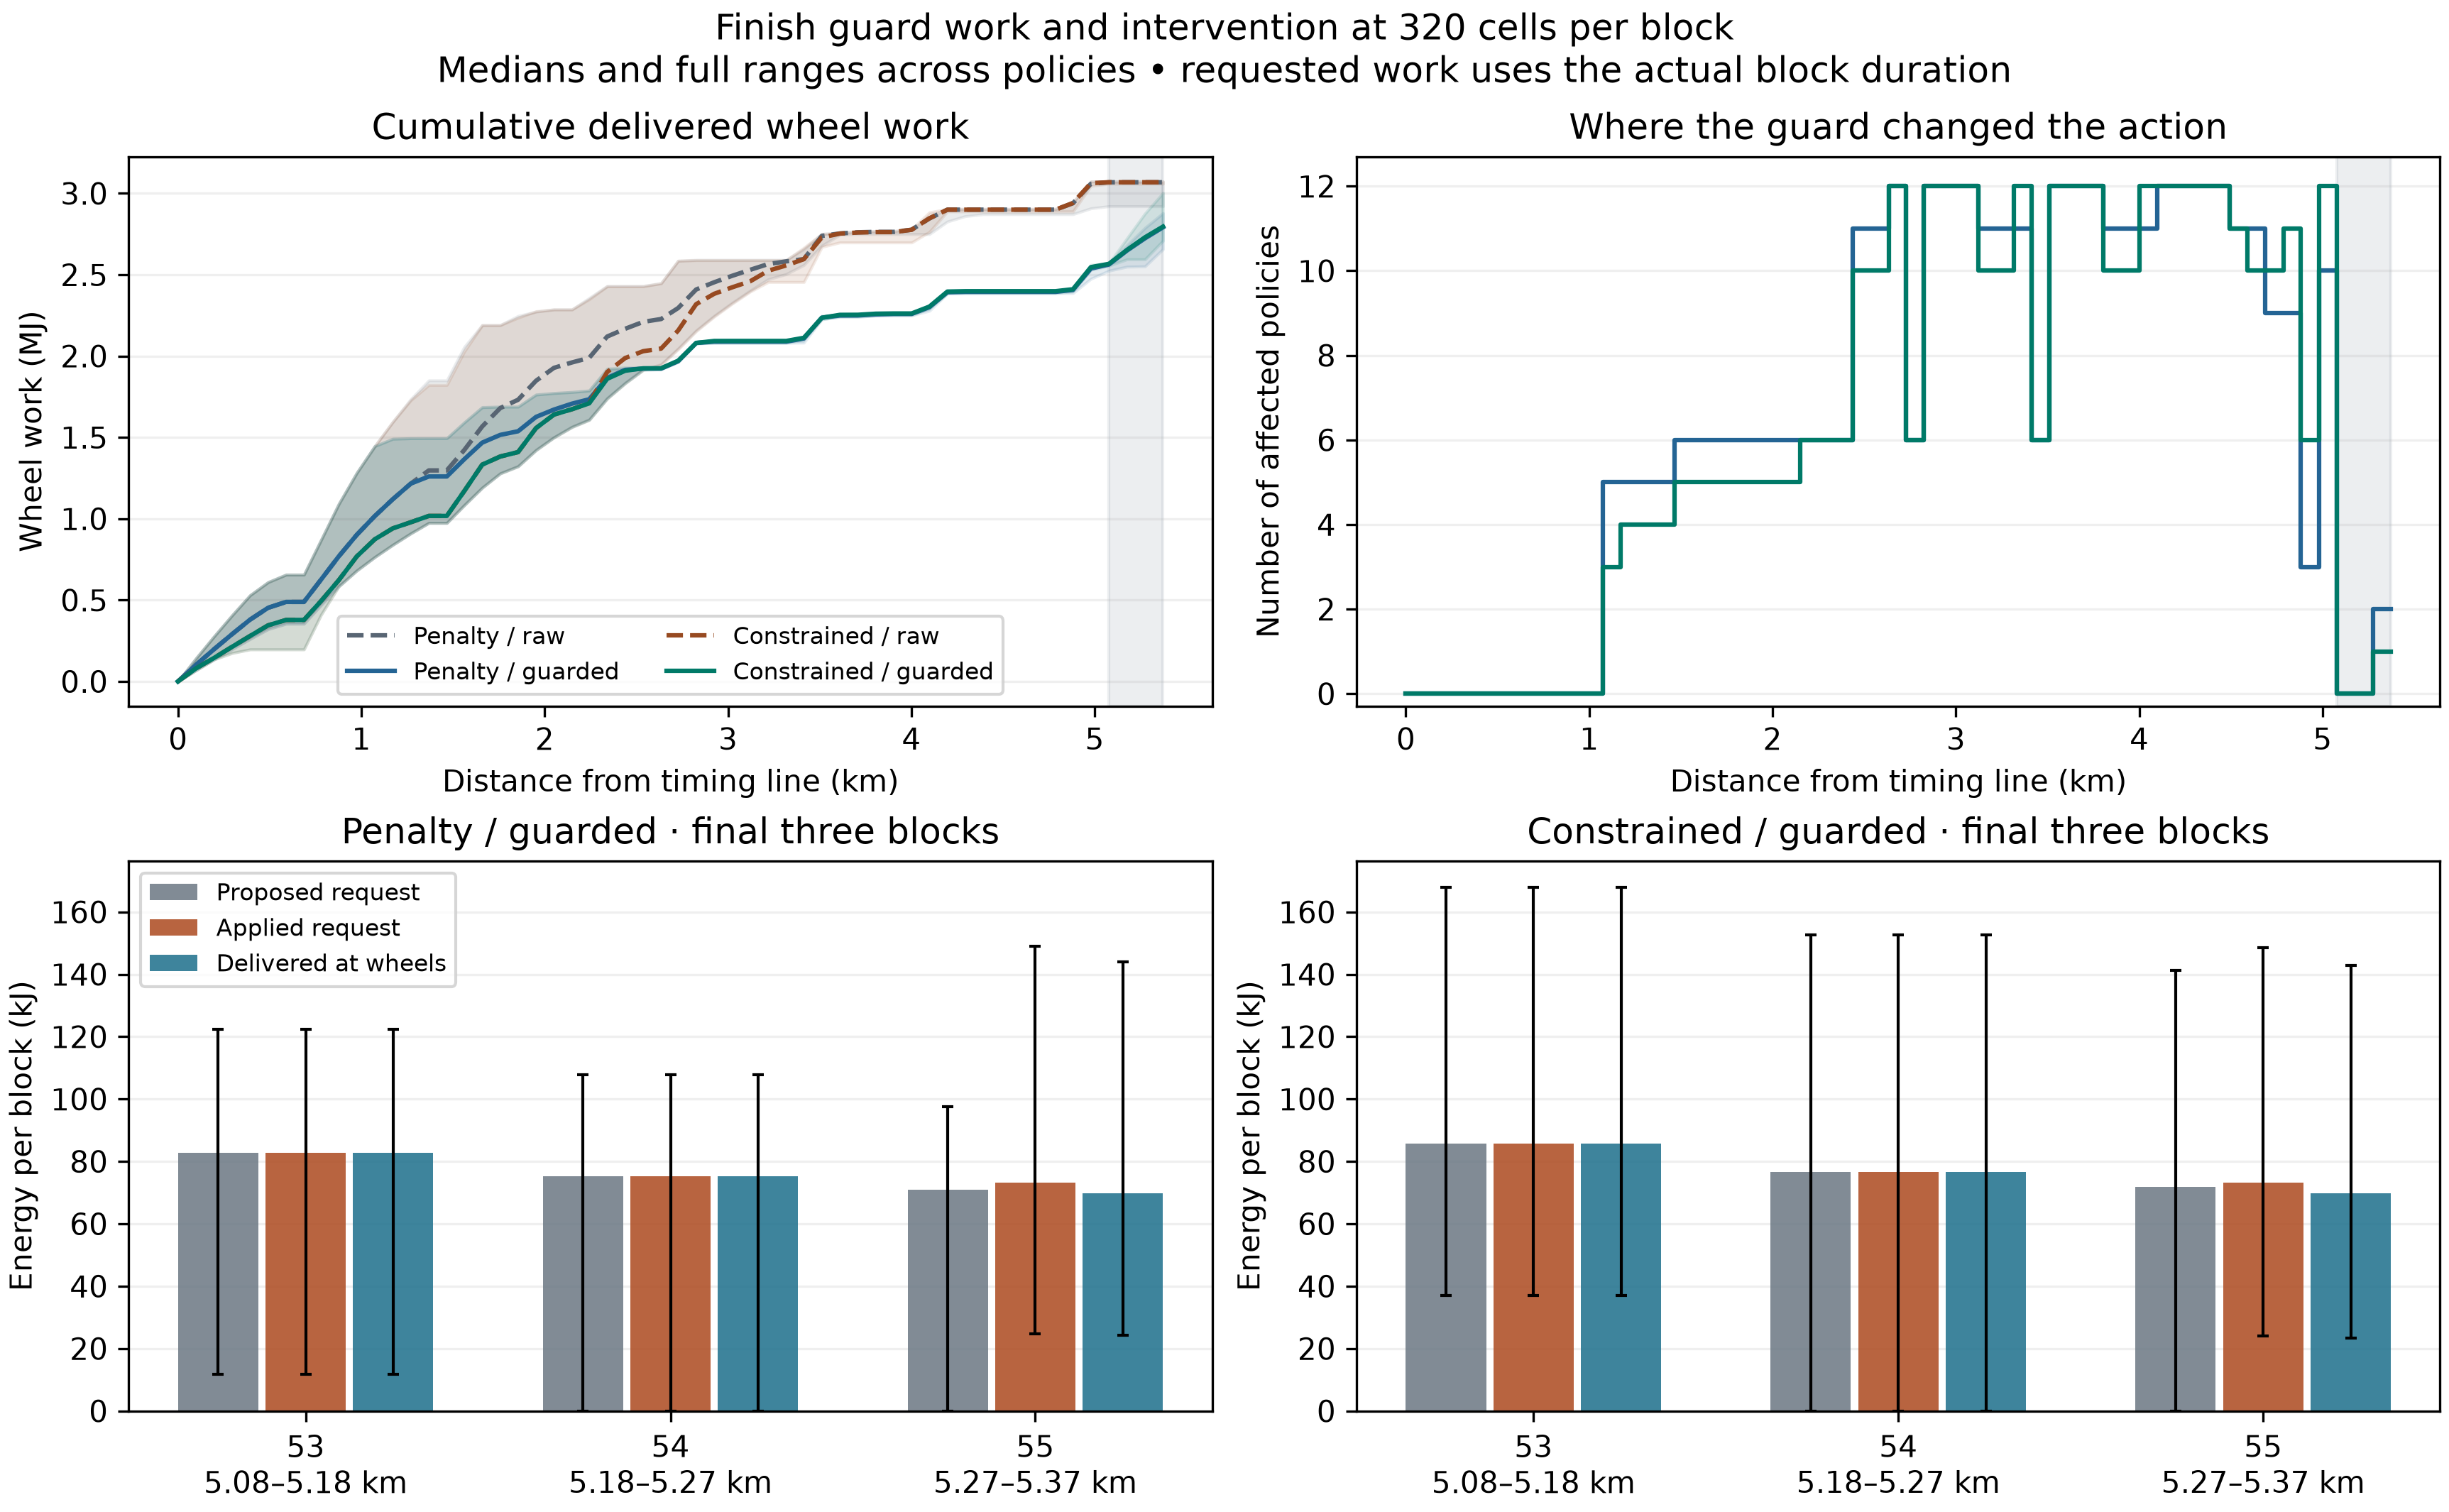 Finish guard work and intervention at 320 cells per block
Medians and full ranges across policies • requested work uses the actual block duration
Cumulative delivered wheel work
Wheel work (MJ)
3.0
2.5
2.0
1.5
1.0
0.5
0.0
Penalty / raw
Penalty / guarded
Constrained / raw
Constrained / guarded
0 1 2 3 4 5
Distance from timing line (km)
Where the guard changed the action
Number of affected policies
12
10
8
6
4
2
0
0 1 2 3 4 5
Distance from timing line (km)
Penalty / guarded · final three blocks
Energy per block (kJ)
160
140
120
100
80
60
40
20
0
Proposed request
Applied request
Delivered at wheels
53 54 55
5.08–5.18 km 5.18–5.27 km 5.27–5.37 km
Constrained / guarded · final three blocks
Energy per block (kJ)
160
140
120
100
80
60
40
20
0
53 54 55
5.08–5.18 km 5.18–5.27 km 5.27–5.37 km